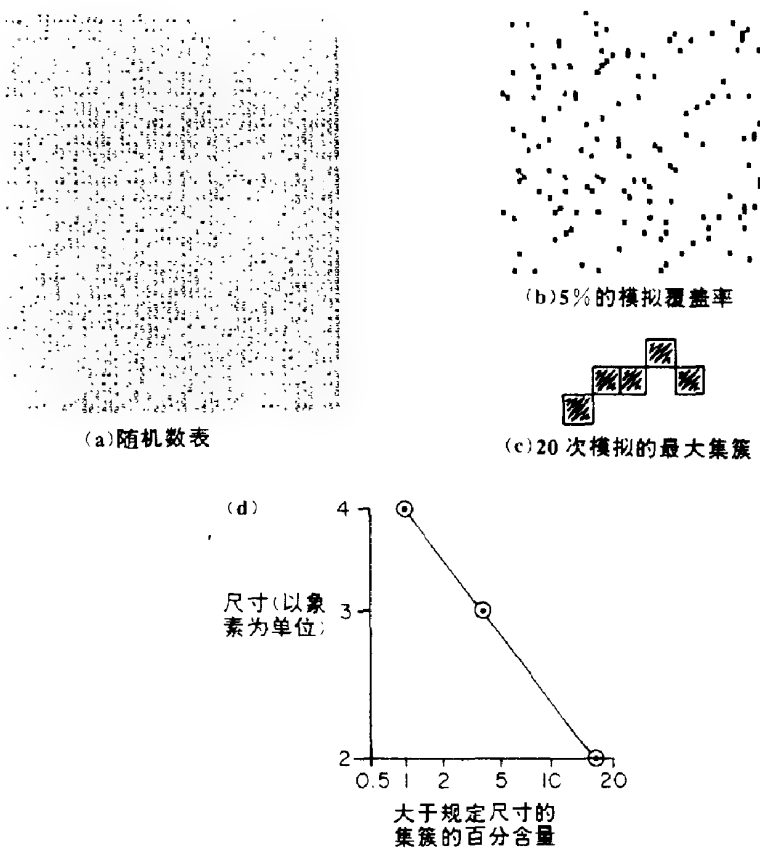 (b)5%的模拟覆盖率
(a)随机数表
(c)20 次模拟的最大集簇
(d)
4
尺寸(以象
素为单位)
3
2
0.5 1 2 5 10 20
大于规定尺寸的
集簇的百分含量